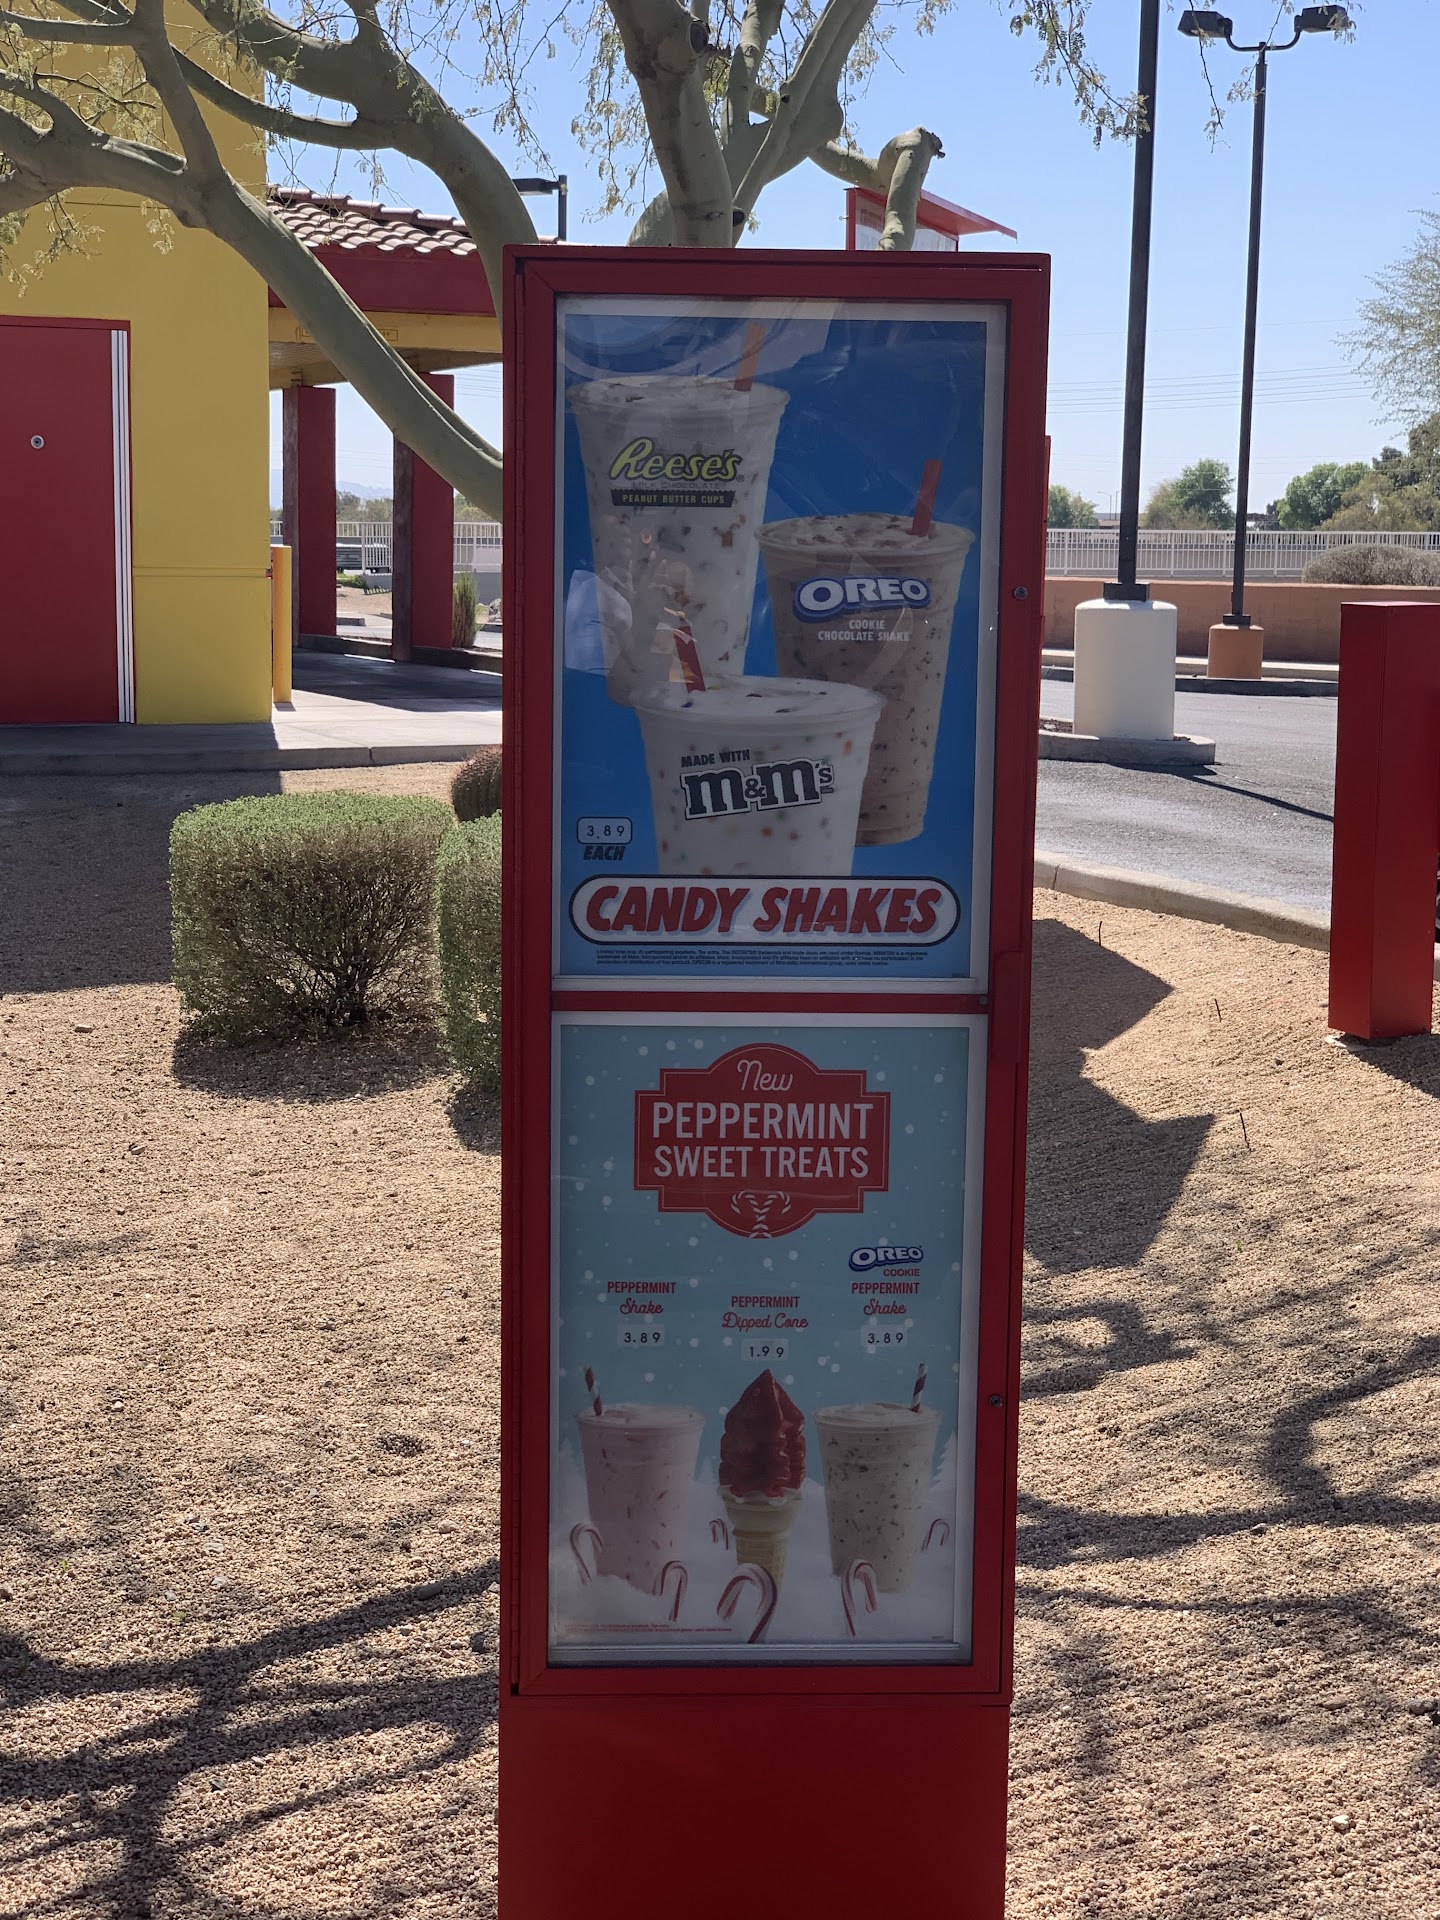 Reese's
MILK CHOCOLATE
PEANUT BUTTER CUPS
OREO
COOKIE
CHOCOLATE SHAKE
MADE WITH
m&m's
3.89
EACH
CANDY SHAKES
New
PEPPERMINT
SWEET TREATS
PEPPERMINT
Shake
3.89
PEPPERMINT
Dipped Cone
1.99
OREO
COOKIE
PEPPERMINT
Shake
3.89